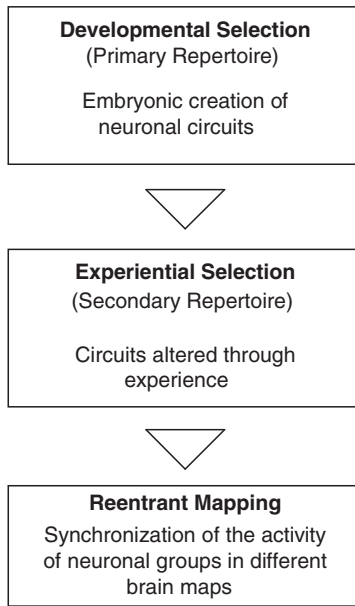 Developmental Selection
(Primary Repertoire)
Embryonic creation of
neuronal circuits
Experiential Selection
(Secondary Repertoire)
Circuits altered through
experience
Reentrant Mapping
Synchronization of the activity
of neuronal groups in different
brain maps